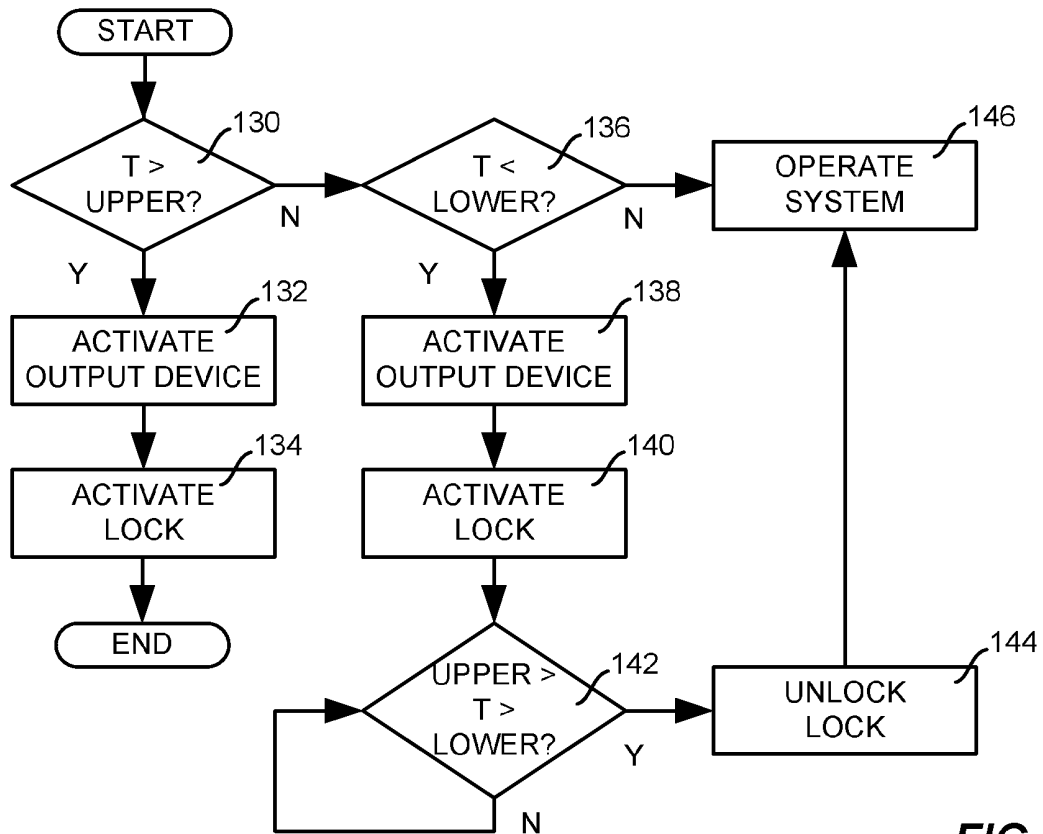 START
130
T >
UPPER?
N
Y
136
T <
LOWER?
N
Y
146
OPERATE
SYSTEM
132
ACTIVATE
OUTPUT DEVICE
138
ACTIVATE
OUTPUT DEVICE
134
ACTIVATE
LOCK
140
ACTIVATE
LOCK
END
142
UPPER >
T >
LOWER?
Y
N
144
UNLOCK
LOCK